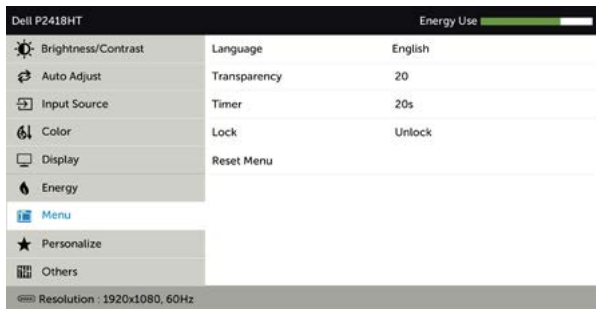 Dell P2418HT Energy Use
Brightness/Contrast Language English
Auto Adjust Transparency 20
Input Source Timer 20s
Color Lock Unlock
Display Reset Menu
Energy
Menu
Personalize
Others
Resolution : 1920x1080, 60Hz